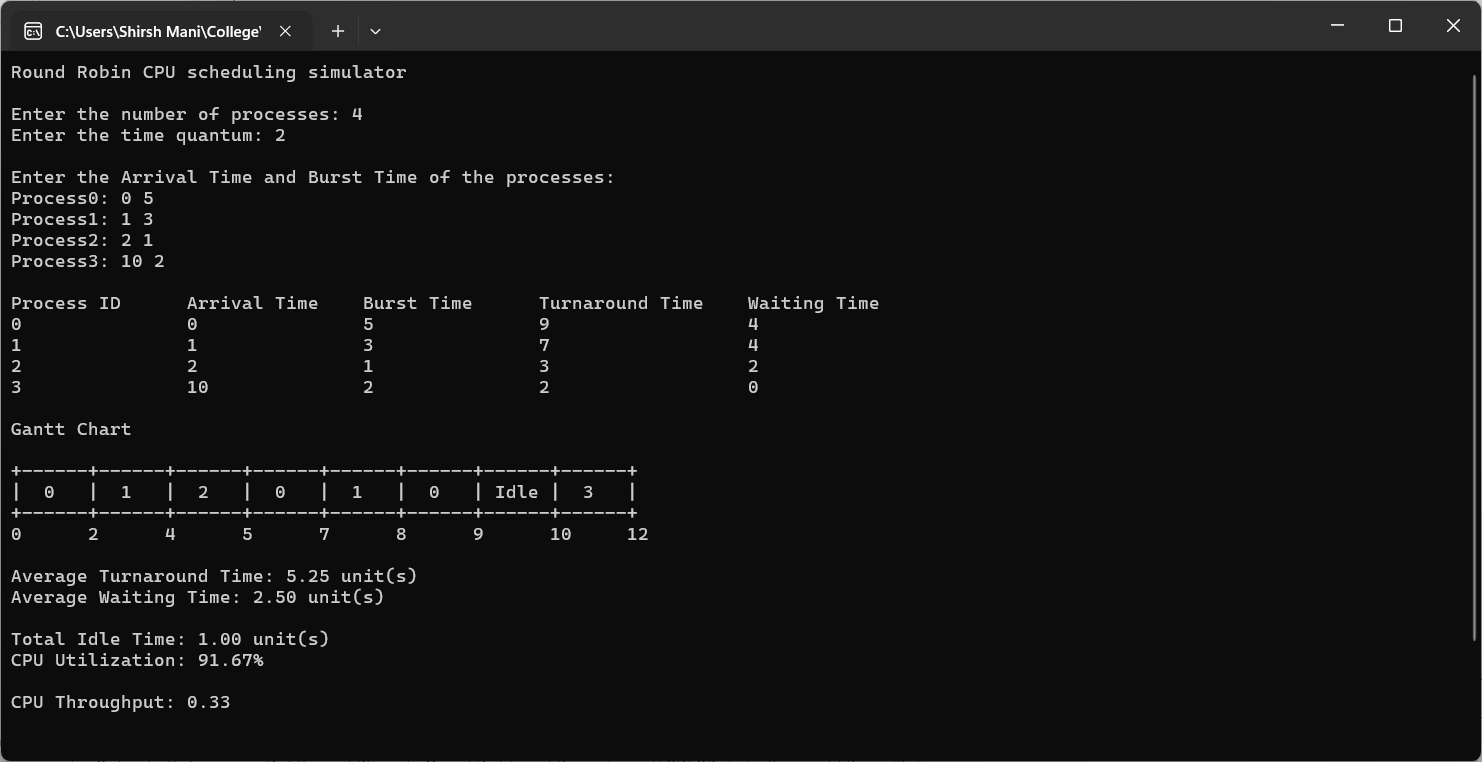 C:\Users\Shirsh Mani\College\
Round Robin CPU scheduling simulator
Enter the number of processes: 4
Enter the time quantum: 2
Enter the Arrival Time and Burst Time of the processes:
Process0: 0 5
Process1: 1 3
Process2: 2 1
Process3: 10 2
Process ID Arrival Time Burst Time Turnaround Time Waiting Time
0 0 5 9 4
1 1 3 7 4
2 2 1 3 2
3 10 2 2 0
Gantt Chart
+------+------+------+------+------+------+------+------+
| 0 | 1 | 2 | 0 | 1 | 0 | Idle | 3 |
+------+------+------+------+------+------+------+------+
0 2 4 5 7 8 9 10 12
Average Turnaround Time: 5.25 unit(s)
Average Waiting Time: 2.50 unit(s)
Total Idle Time: 1.00 unit(s)
CPU Utilization: 91.67%
CPU Throughput: 0.33